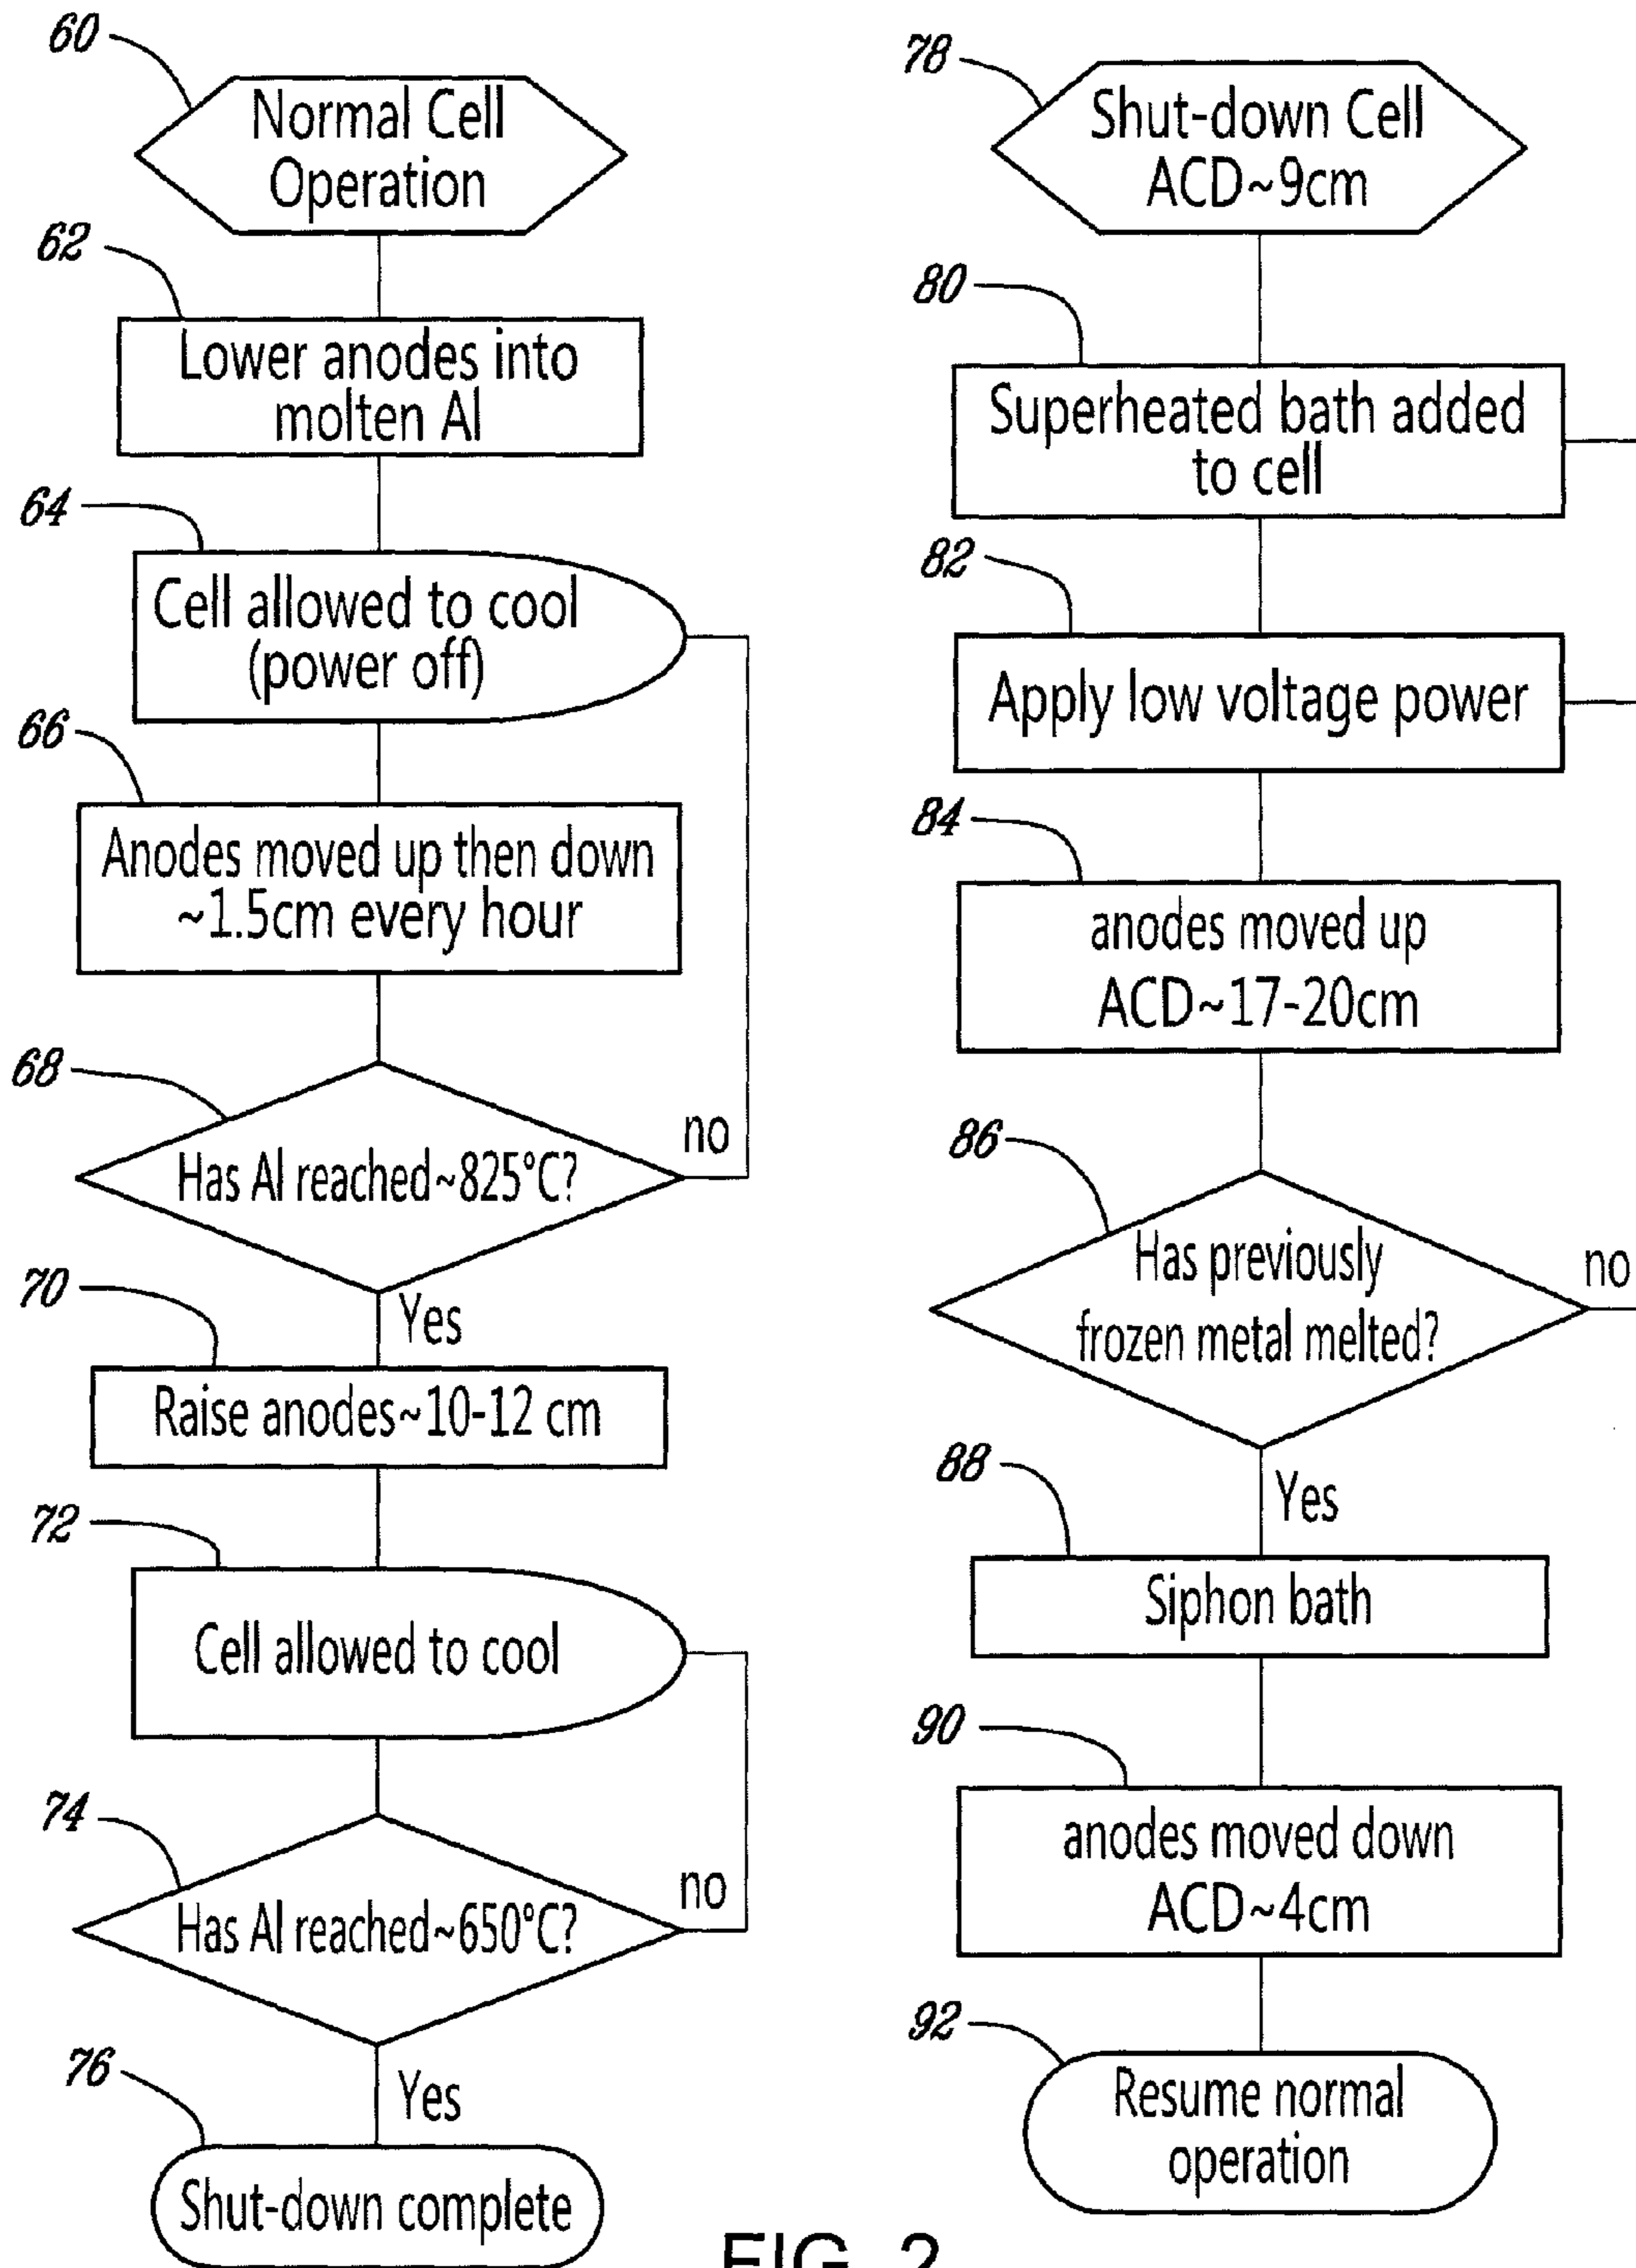 60
Normal Cell
Operation
62
Lower anodes into
molten Al
64
Cell allowed to cool
(power off)
66
Anodes moved up then down
~1.5cm every hour
68
no
Has Al reached~825°C?
70
Yes
Raise anodes~10-12 cm
72
Cell allowed to cool
74
no
Has Al reached~650°C?
76
Yes
Shut-down complete
78
Shut-down Cell
ACD~9cm
80
Superheated bath added
to cell
82
Apply low voltage power
84
anodes moved up
ACD~17-20cm
86
Has previously
no
frozen metal melted?
88
Yes
Siphon bath
90
anodes moved down
ACD~4cm
92
Resume normal
operation
FIG. 2